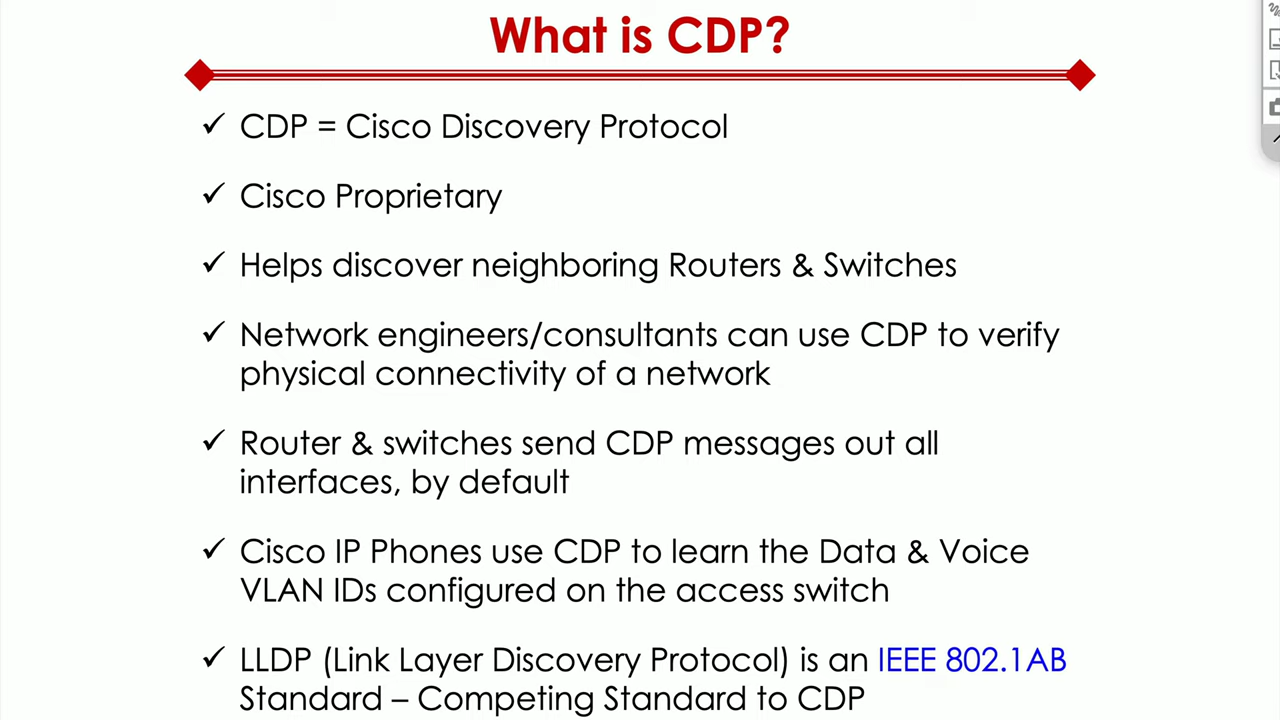 What is CDP?
✓ CDP = Cisco Discovery Protocol
✓ Cisco Proprietary
✓ Helps discover neighboring Routers & Switches
✓ Network engineers/consultants can use CDP to verify
physical connectivity of a network
✓ Router & switches send CDP messages out all
interfaces, by default
✓ Cisco IP Phones use CDP to learn the Data & Voice
VLAN IDs configured on the access switch
✓ LLDP (Link Layer Discovery Protocol) is an IEEE 802.1AB
Standard – Competing Standard to CDP